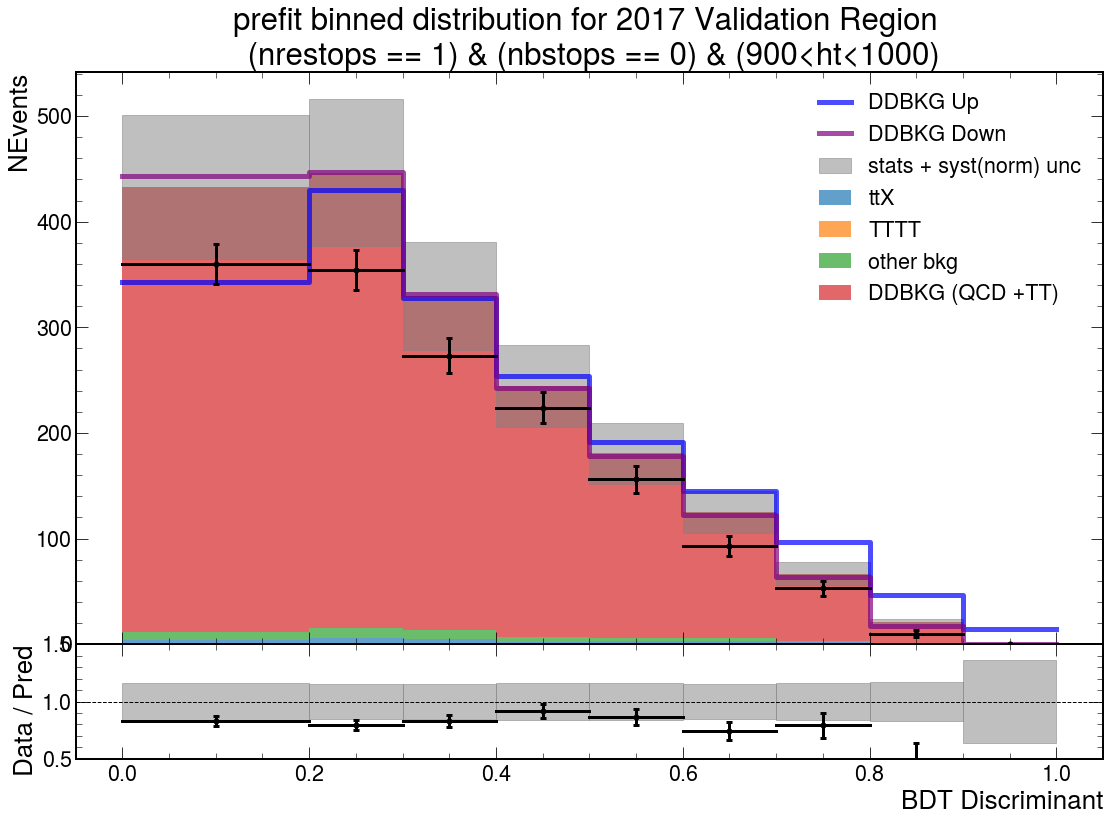 prefit binned distribution for 2017 Validation Region
(nrestops == 1) & (nbstops == 0) & (900<ht<1000)
NEvents
500
400
300
200
100
0
DDBKG Up
DDBKG Down
stats + syst(norm) unc
ttX
TTTT
other bkg
DDBKG (QCD +TT)
Data / Pred
1.5
1.0
0.5
0.0
0.2
0.4
0.6
0.8
1.0
BDT Discriminant